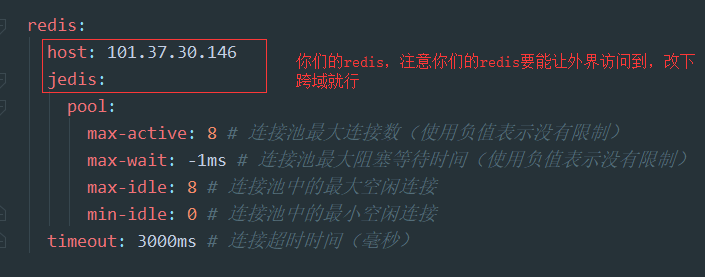 redis:
host: 101.37.30.146
jedis:
你们的redis，注意你们的redis要能让外界访问到，改下
跨域就行
pool:
max-active: 8 # 连接池最大连接数（使用负值表示没有限制）
max-wait: -1ms # 连接池最大阻塞等待时间（使用负值表示没有限制）
max-idle: 8 # 连接池中的最大空闲连接
min-idle: 0 # 连接池中的最小空闲连接
timeout: 3000ms # 连接超时时间（毫秒）